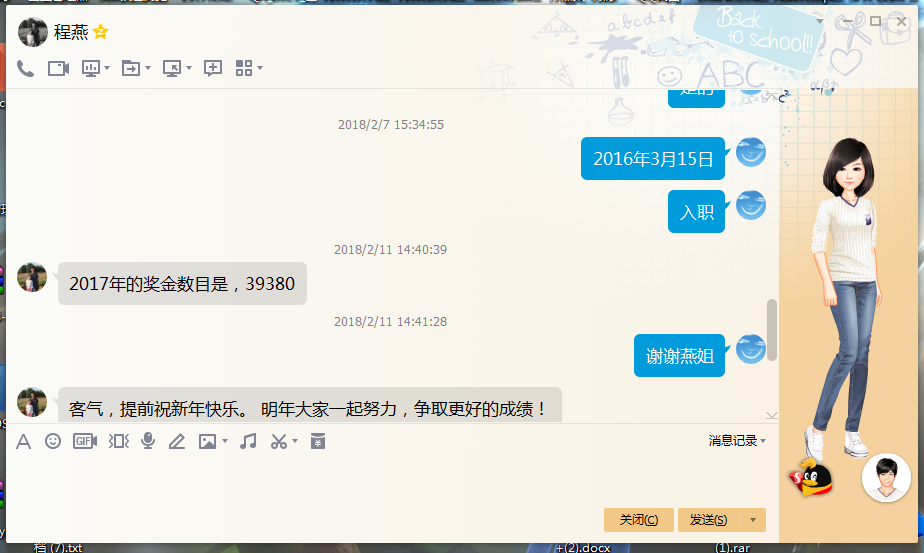 程燕
Back
to school!!!
abcdef
ABC
是的
2018/2/7 15:34:55
2016年3月15日
入职
2018/2/11 14:40:39
2017年的奖金数目是，39380
2018/2/11 14:41:28
谢谢燕姐
客气，提前祝新年快乐。 明年大家一起努力，争取更好的成绩！
GIF
消息记录
关闭(C)
发送(S)
档 (7).txt
+(2).docx
(1).rar